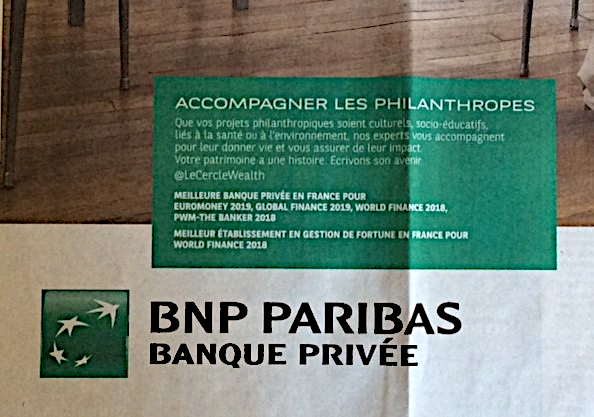 ACCOMPAGNER LES PHILANTHROPES
Que vos projets philanthropiques soient culturels, socio-éducatifs,
liés à la santé ou à l'environnement, nos experts vous accompagnent
pour leur donner vie et vous assurer de leur impact.
Votre patrimoine a une histoire. Écrivons son avenir.
@LeCercleWealth
MEILLEURE BANQUE PRIVÉE EN FRANCE POUR
EUROMONEY 2019, GLOBAL FINANCE 2019, WORLD FINANCE 2018,
PWM-THE BANKER 2018
MEILLEUR ÉTABLISSEMENT EN GESTION DE FORTUNE EN FRANCE POUR
WORLD FINANCE 2018
BNP PARIBAS
BANQUE PRIVÉE